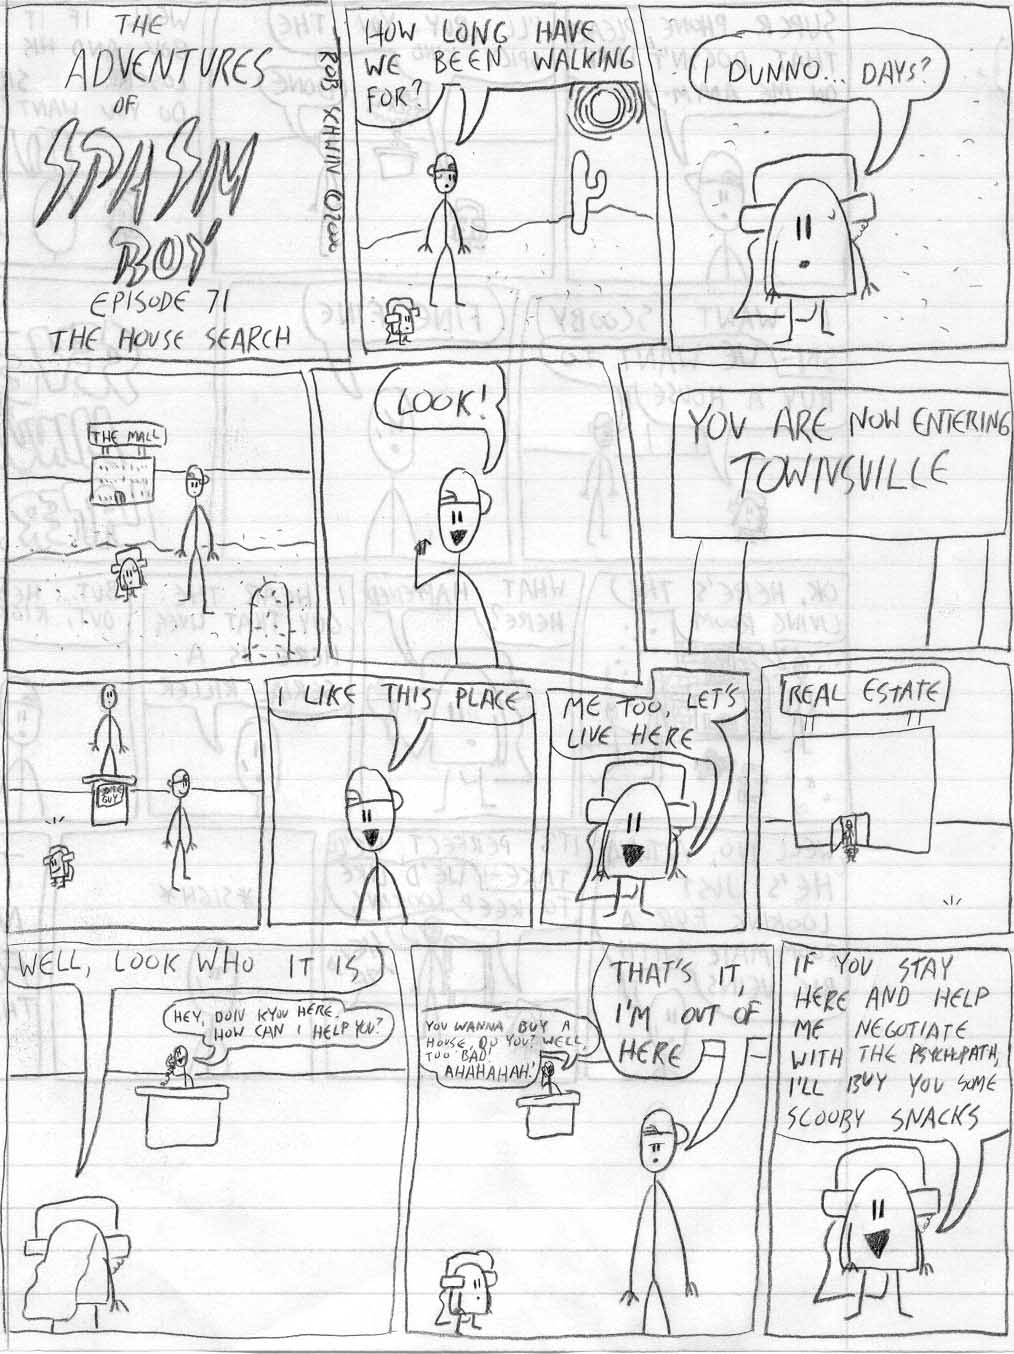 THE
ADVENTURES
OF
SPASM
BOY
EPISODE 71
THE HOUSE SEARCH
ROB SCHWIN ©2000
HOW LONG HAVE
WE BEEN WALKING
FOR?
I DUNNO... DAYS?
THE MALL
LOOK!
YOU ARE NOW ENTERING
TOWNSVILLE
GUY
I LIKE THIS PLACE
ME TOO, LET'S
LIVE HERE
REAL ESTATE
WELL, LOOK WHO IT IS
HEY, DOIN KYOU HERE.
HOW CAN I HELP YOU?
YOU WANNA BUY A
HOUSE, DO YOU? WELL,
TOO BAD!
AHAHAHAH!
THAT'S IT,
I'M OUT OF
HERE
IF YOU STAY
HERE AND HELP
ME NEGOTIATE
WITH THE PSYCHOPATH,
I'LL BUY YOU SOME
SCOOBY SNACKS